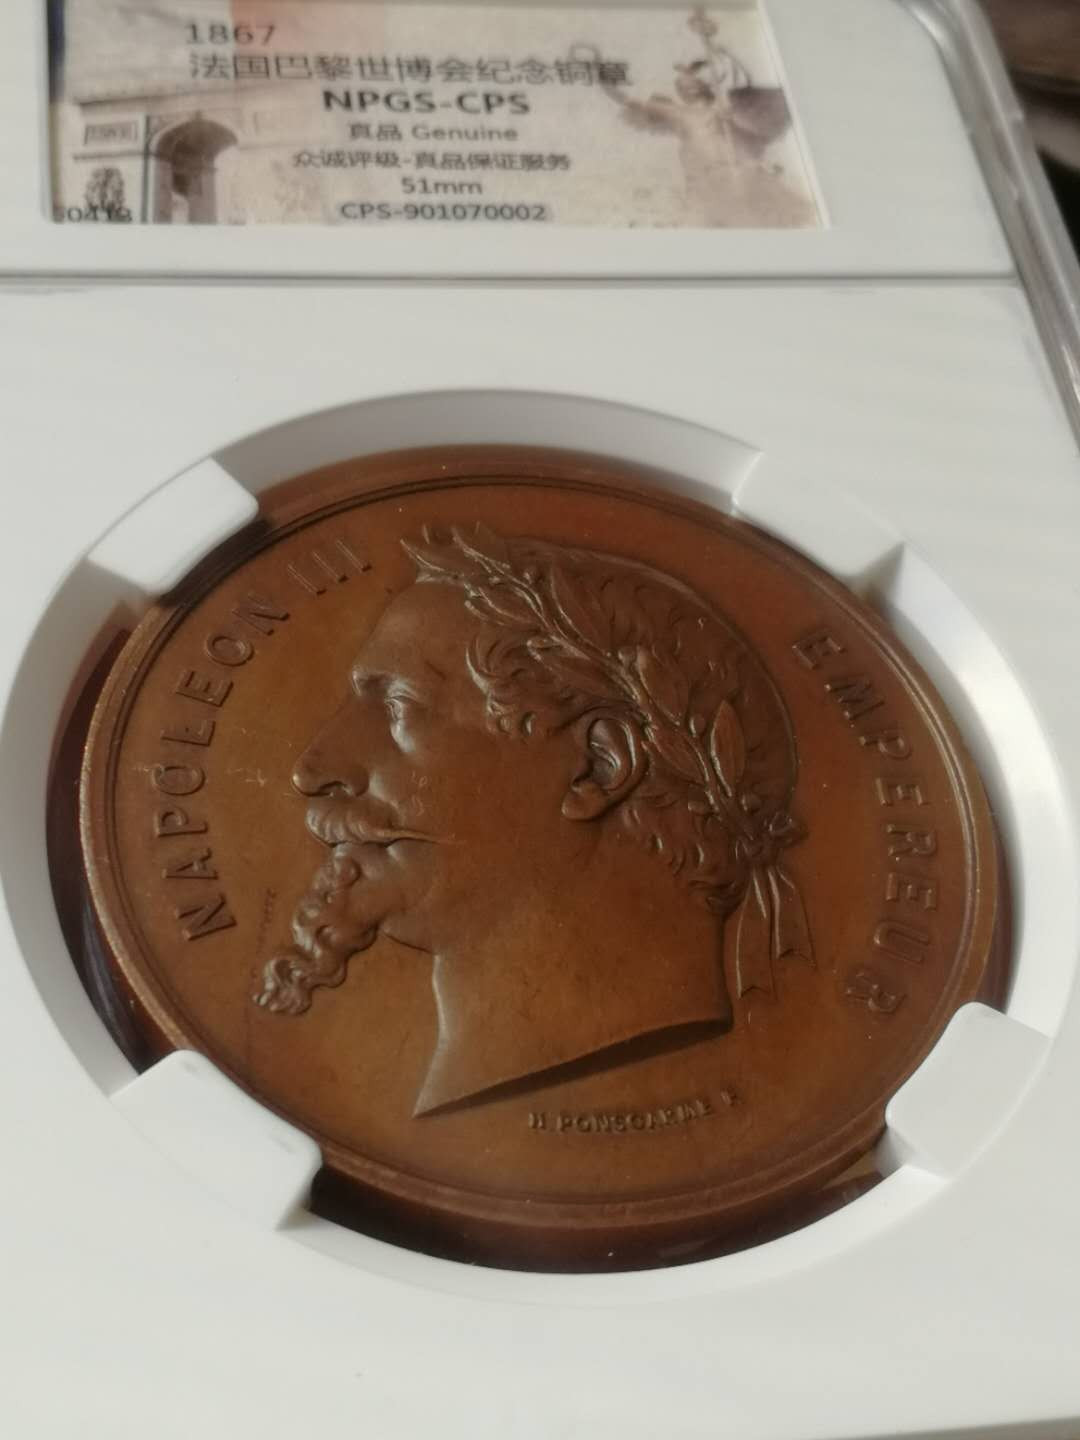 1867
法国巴黎世博会纪念铜章
NPGS-CPS
真品 Genuine
众诚评级-真品保证服务
51mm
CPS-901070002
NAPOLEON III
EMPEREUR
H PONSCARME F